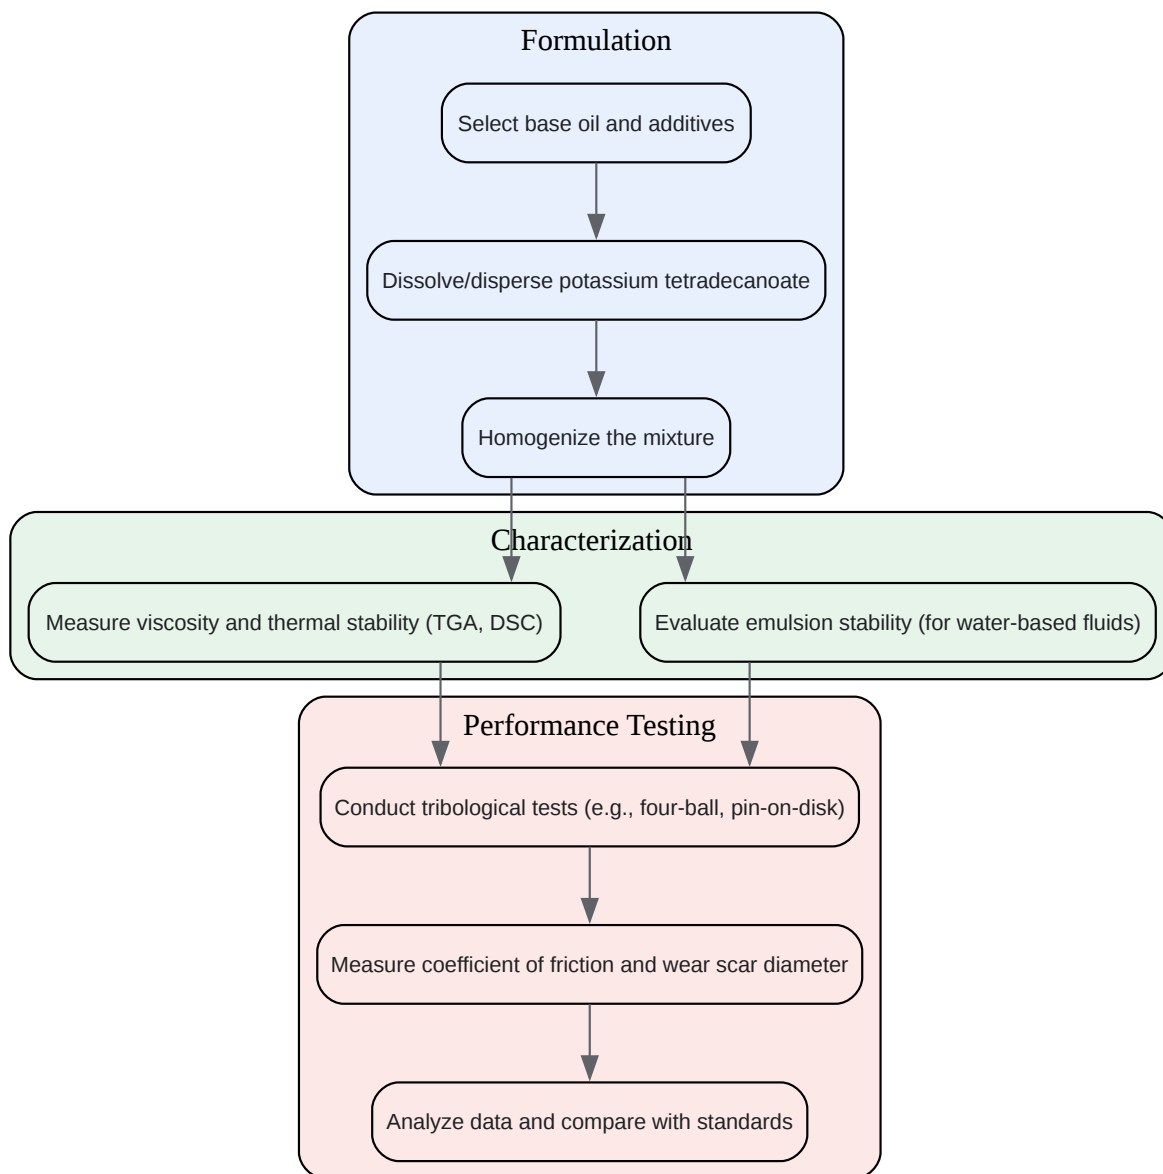 Formulation
Select base oil and additives
Dissolve/disperse potassium tetradecanoate
Homogenize the mixture
Characterization
Measure viscosity and thermal stability (TGA, DSC)
Evaluate emulsion stability (for water-based fluids)
Performance Testing
Conduct tribological tests (e.g., four-ball, pin-on-disk)
Measure coefficient of friction and wear scar diameter
Analyze data and compare with standards